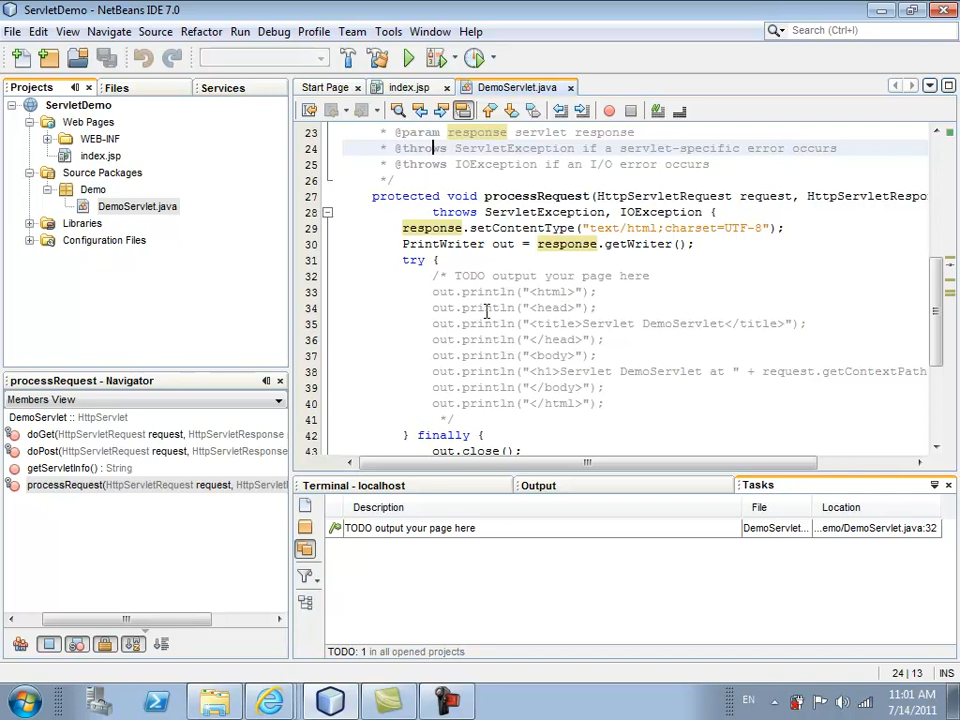 ServletDemo - NetBeans IDE 7.0
File Edit View Navigate Source Refactor Run Debug Profile Team Tools Window Help
Search (Ctrl+I)
Projects Files Services
Start Page index.jsp DemoServlet.java
ServletDemo
Web Pages
WEB-INF
index.jsp
Source Packages
Demo
DemoServlet.java
Libraries
Configuration Files
23 * @param response servlet response
24 * @throws ServletException if a servlet-specific error occurs
25 * @throws IOException if an I/O error occurs
26 */
27 protected void processRequest(HttpServletRequest request, HttpServletRespo
28 throws ServletException, IOException {
29 response.setContentType("text/html;charset=UTF-8");
30 PrintWriter out = response.getWriter();
31 try {
32 /* TODO output your page here
33 out.println("<html>");
34 out.println("<head>");
35 out.println("<title>Servlet DemoServlet</title>");
36 out.println("</head>");
37 out.println("<body>");
38 out.println("<h1>Servlet DemoServlet at " + request.getContextPath
39 out.println("</body>");
40 out.println("</html>");
41 */
42 } finally {
43 out.close();
processRequest - Navigator
Members View
DemoServlet :: HttpServlet
doGet(HttpServletRequest request, HttpServletResponse
doPost(HttpServletRequest request, HttpServletResponse
getServletInfo() : String
processRequest(HttpServletRequest request, HttpServletI
Terminal - localhost Output Tasks
Description File Location
TODO output your page here DemoServlet... ...emo/DemoServlet.java:32
TODO: 1 in all opened projects
24 | 13 INS
EN
11:01 AM
7/14/2011